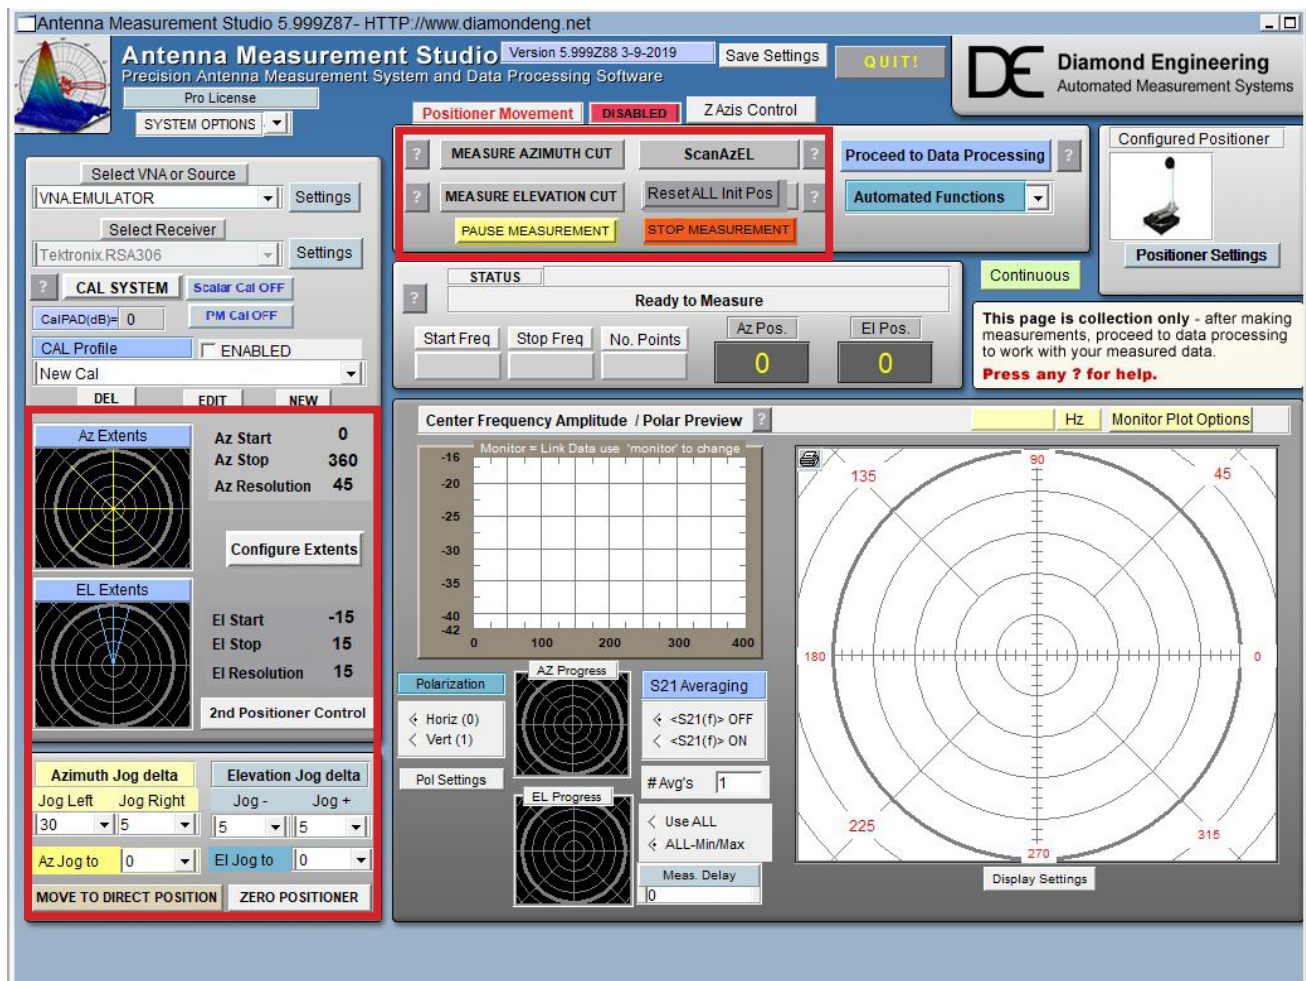 Antenna Measurement Studio 5.999Z87- HTTP://www.diamondeng.net
Antenna Measurement Studio
Version 5.999Z88 3-9-2019
Save Settings
QUIT!
Precision Antenna Measurement System and Data Processing Software
Pro License
SYSTEM OPTIONS
DE
Diamond Engineering
Automated Measurement Systems
Positioner Movement
DISABLED
Z Azis Control
? MEASURE AZIMUTH CUT
ScanAzEL ?
? MEASURE ELEVATION CUT
Reset ALL Init Pos ?
PAUSE MEASUREMENT
STOP MEASUREMENT
Proceed to Data Processing ?
Automated Functions
Configured Positioner
Positioner Settings
Select VNA or Source
VNA.EMULATOR
Settings
Select Receiver
Tektronix.RSA306
Settings
? CAL SYSTEM
Scalar Cal OFF
CalPAD(dB)= 0
PM Cal OFF
CAL Profile
ENABLED
New Cal
DEL EDIT NEW
STATUS
?
Ready to Measure
Start Freq Stop Freq No. Points
Az Pos. El Pos.
0 0
Continuous
This page is collection only - after making
measurements, proceed to data processing
to work with your measured data.
Press any ? for help.
Az Extents
Az Start 0
Az Stop 360
Az Resolution 45
Configure Extents
EL Extents
El Start -15
El Stop 15
El Resolution 15
2nd Positioner Control
Azimuth Jog delta
Elevation Jog delta
Jog Left Jog Right Jog - Jog +
30 5 5 5
Az Jog to 0
El Jog to 0
MOVE TO DIRECT POSITION
ZERO POSITIONER
Center Frequency Amplitude / Polar Preview ?
Hz
Monitor Plot Options
Monitor = Link Data use 'monitor' to change
-16
-20
-25
-30
-35
-40
-42
0 100 200 300 400
Polarization
Horiz (0)
Vert (1)
Pol Settings
AZ Progress
EL Progress
S21 Averaging
<S21(f)> OFF
<S21(f)> ON
# Avg's 1
Use ALL
ALL-Min/Max
Meas. Delay
0
90
135 45
180 0
225 315
270
Display Settings